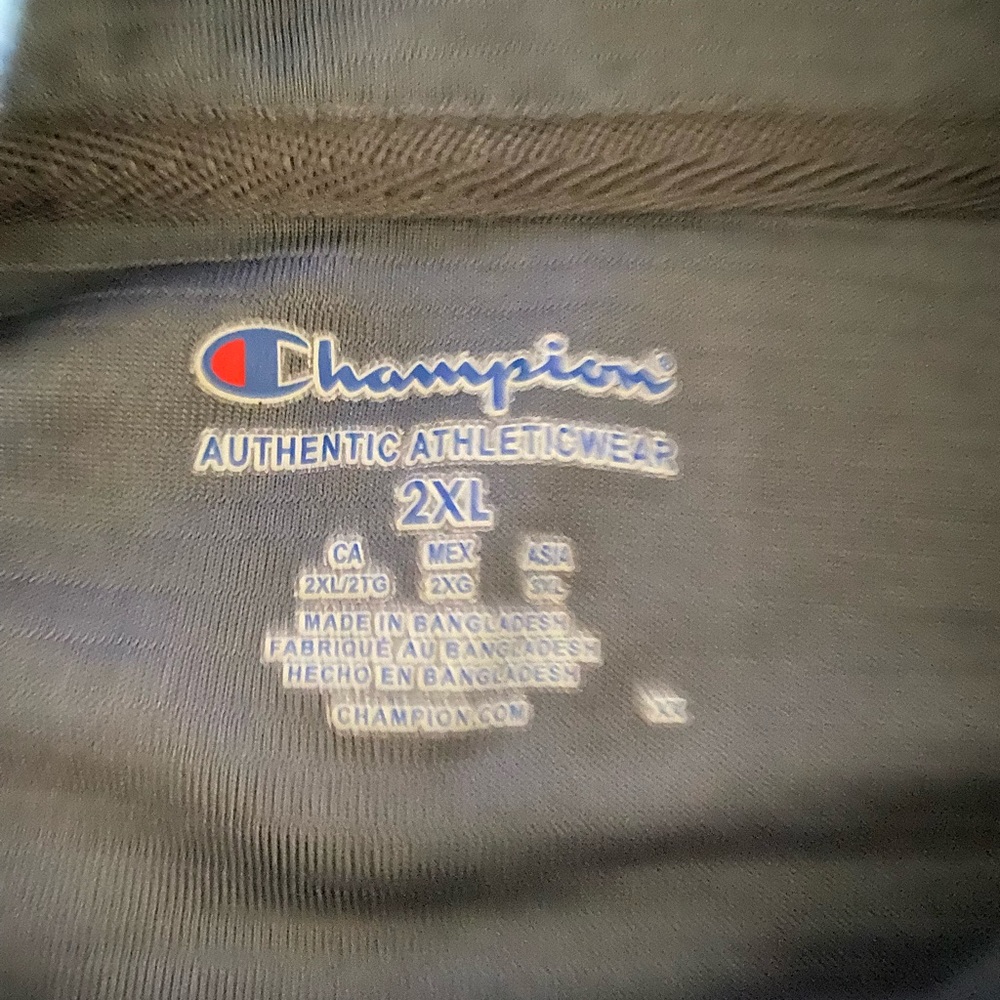 Champion®
AUTHENTIC ATHLETICWEAR
2XL
CA MEX ASIA
2XL/2TG 2XG 3XL
MADE IN BANGLADESH
FABRIQUÉ AU BANGLADESH
HECHO EN BANGLADESH
CHAMPION.COM